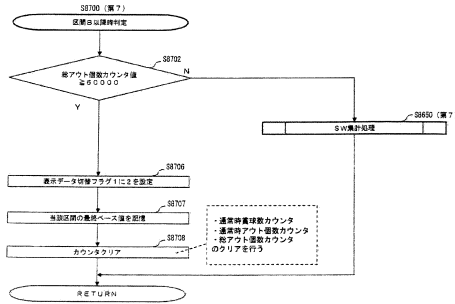 S8700（第7）
区間B以降時判定
S8702
総アウト個数カウンタ値
≧60000
N
Y
S8650（第7
SW集計処理
S8706
表示データ切替フラグ1に2を設定
S8707
当該区間の最終ベース値を記憶
S8708
カウンタクリア
・通常時賞球数カウンタ
・通常時アウト個数カウンタ
・総アウト個数カウンタ
のクリアを行う
RETURN